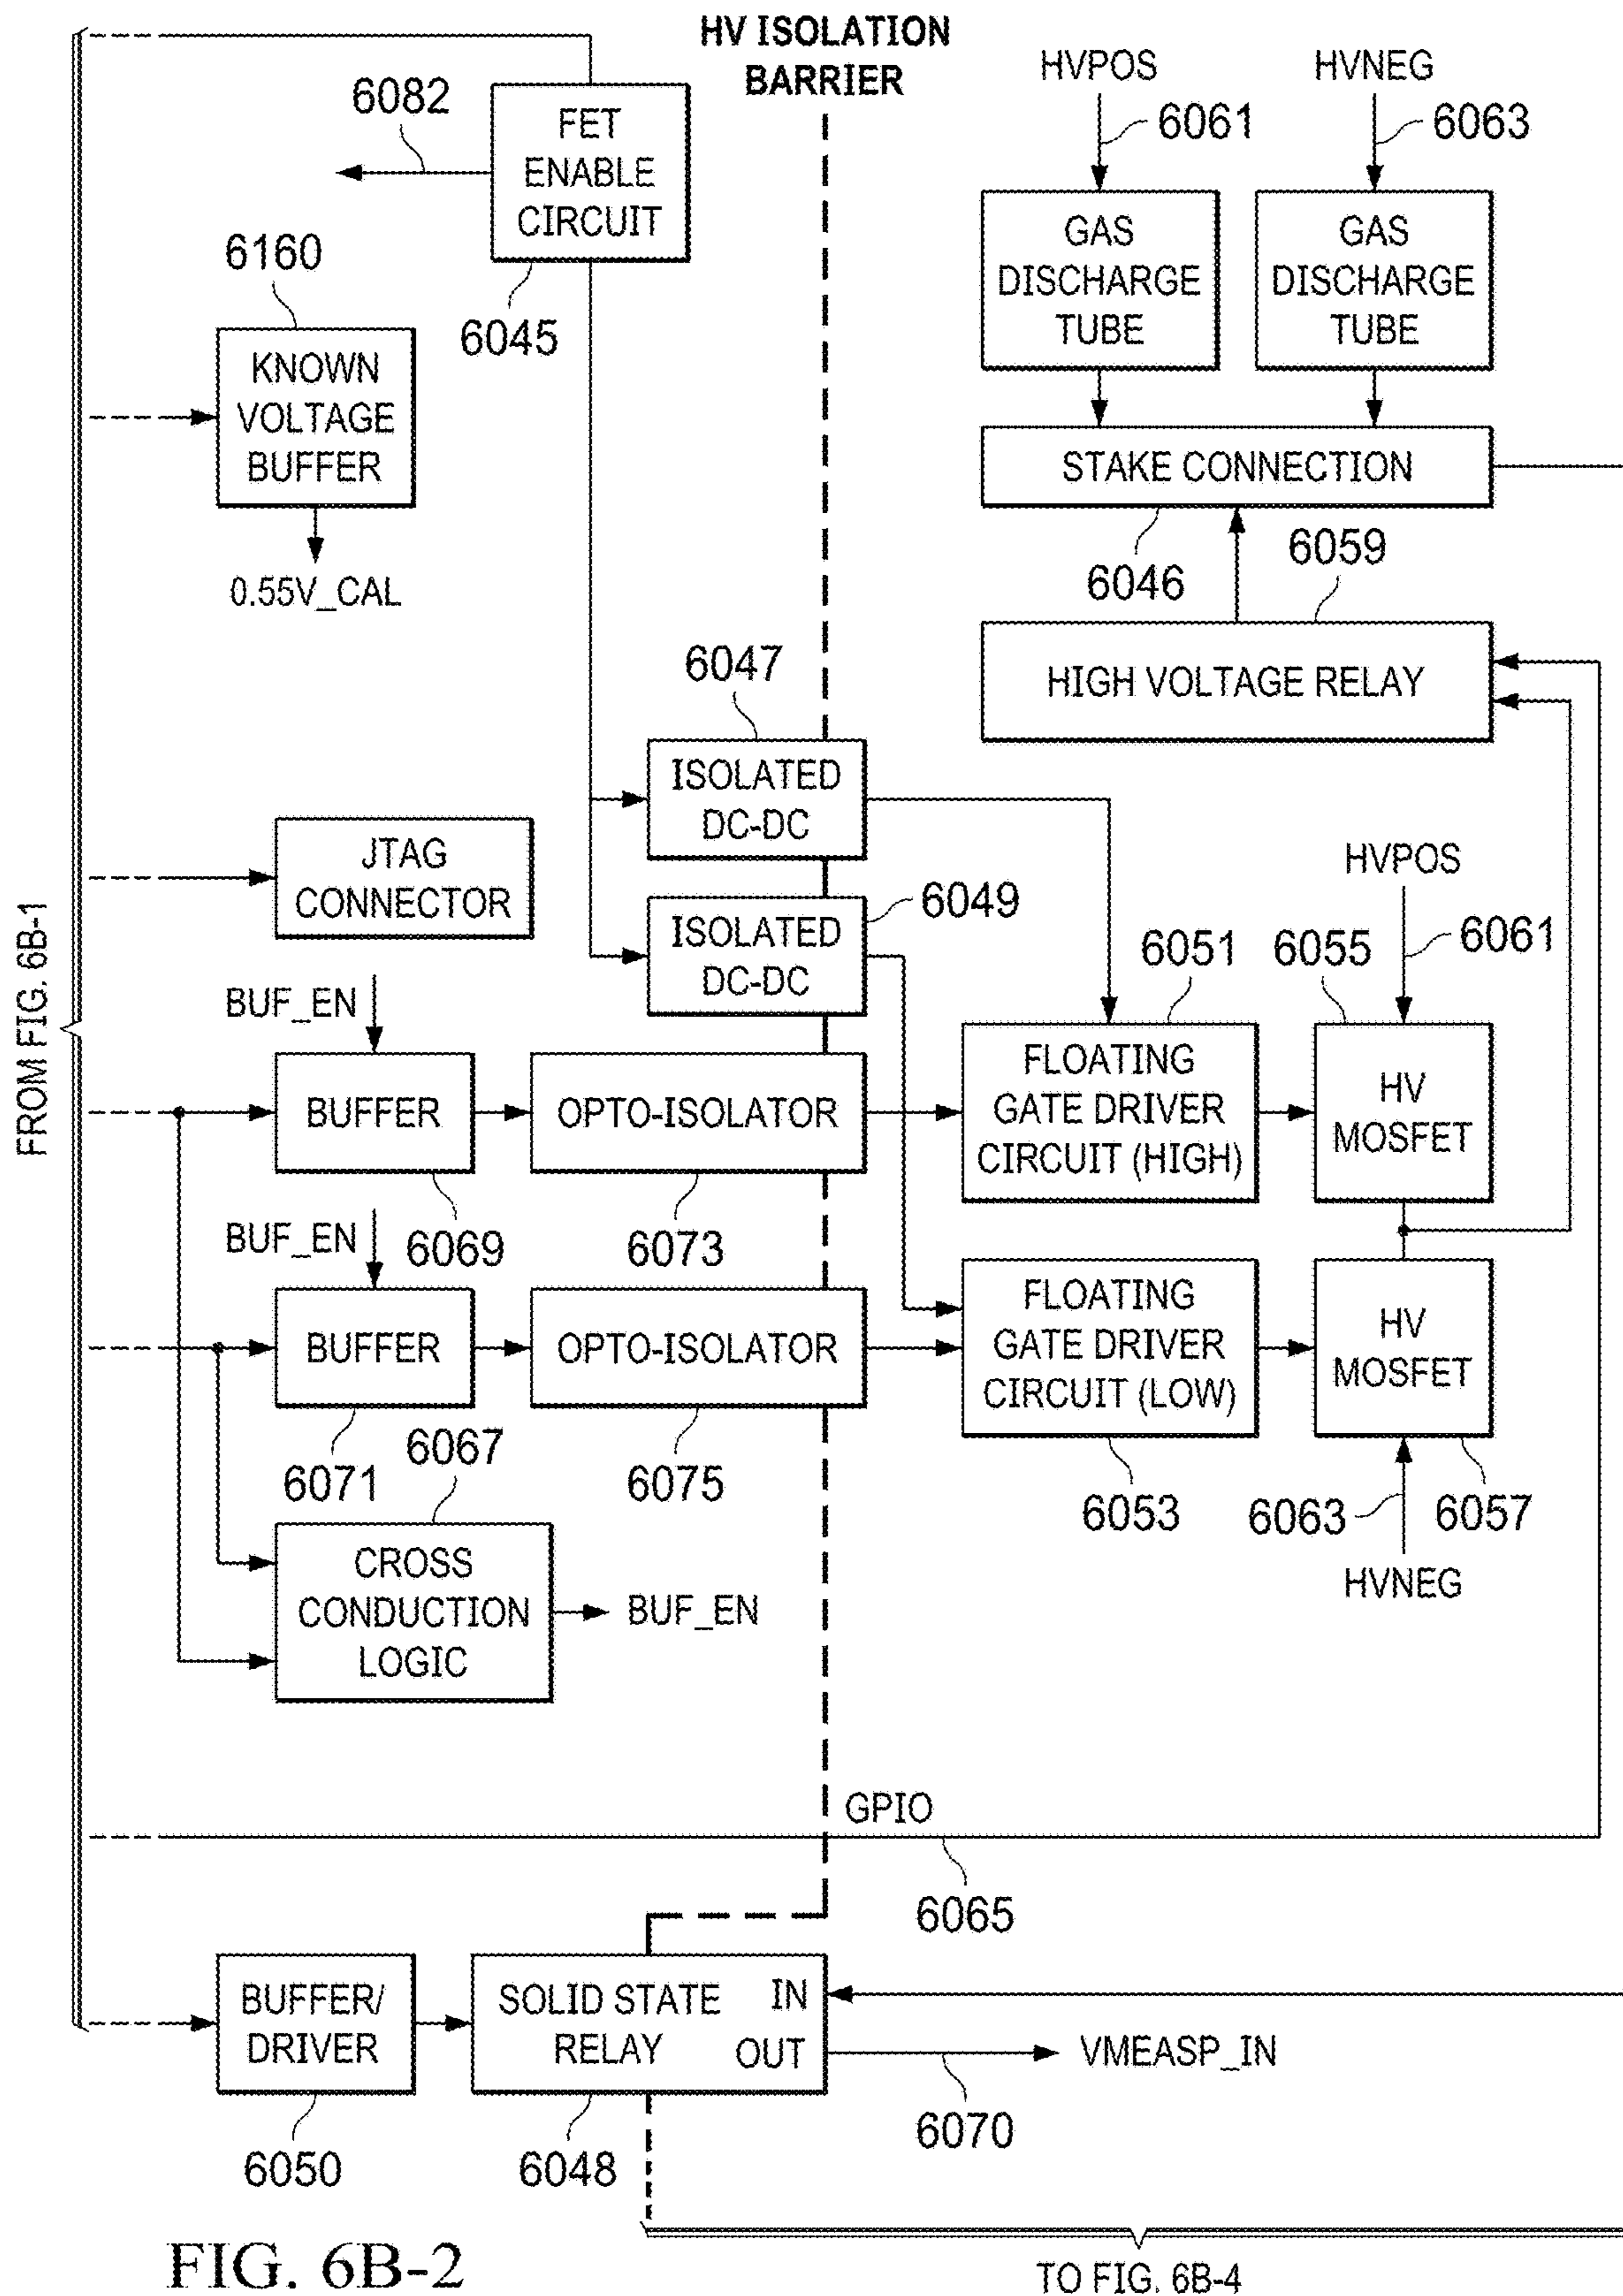 HV ISOLATION
BARRIER
HVPOS
HVNEG
6082
FET
ENABLE
CIRCUIT
6061
6063
6160
6045
GAS
DISCHARGE
TUBE
GAS
DISCHARGE
TUBE
KNOWN
VOLTAGE
BUFFER
STAKE CONNECTION
0.55V_CAL
6046
6059
6047
HIGH VOLTAGE RELAY
ISOLATED
DC-DC
JTAG
CONNECTOR
HVPOS
6049
ISOLATED
DC-DC
6051
6055
6061
FROM FIG. 6B-1
BUF_EN
BUFFER
OPTO-ISOLATOR
FLOATING
GATE DRIVER
CIRCUIT (HIGH)
HV
MOSFET
BUF_EN
6069
6073
BUFFER
OPTO-ISOLATOR
FLOATING
GATE DRIVER
CIRCUIT (LOW)
HV
MOSFET
6071
6067
6075
6053
6063
6057
CROSS
CONDUCTION
LOGIC
BUF_EN
HVNEG
GPIO
6065
BUFFER/
DRIVER
SOLID STATE
RELAY
IN
OUT
VMEASP_IN
6070
6050
6048
FIG. 6B-2
TO FIG. 6B-4